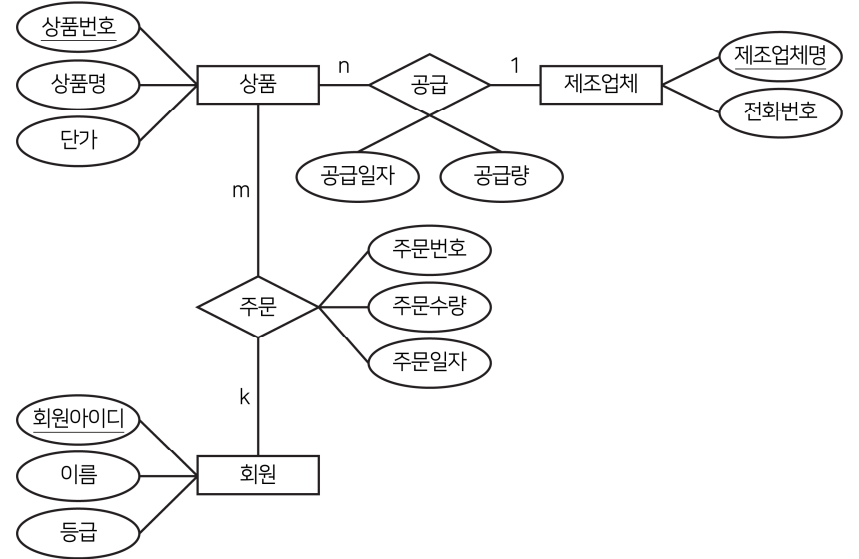 상품번호
상품명
단가
상품
n
공급
1
제조업체
제조업체명
전화번호
공급일자
공급량
m
주문
주문번호
주문수량
주문일자
k
회원아이디
이름
등급
회원